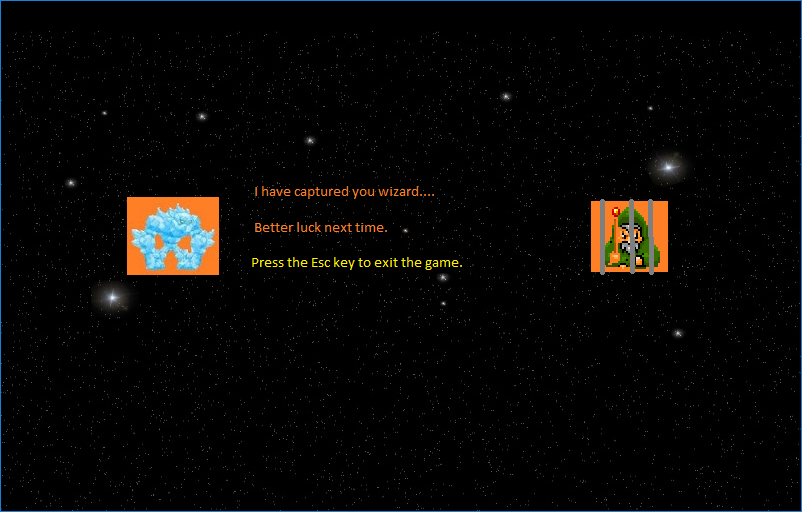 I have captured you wizard....
Better luck next time.
Press the Esc key to exit the game.